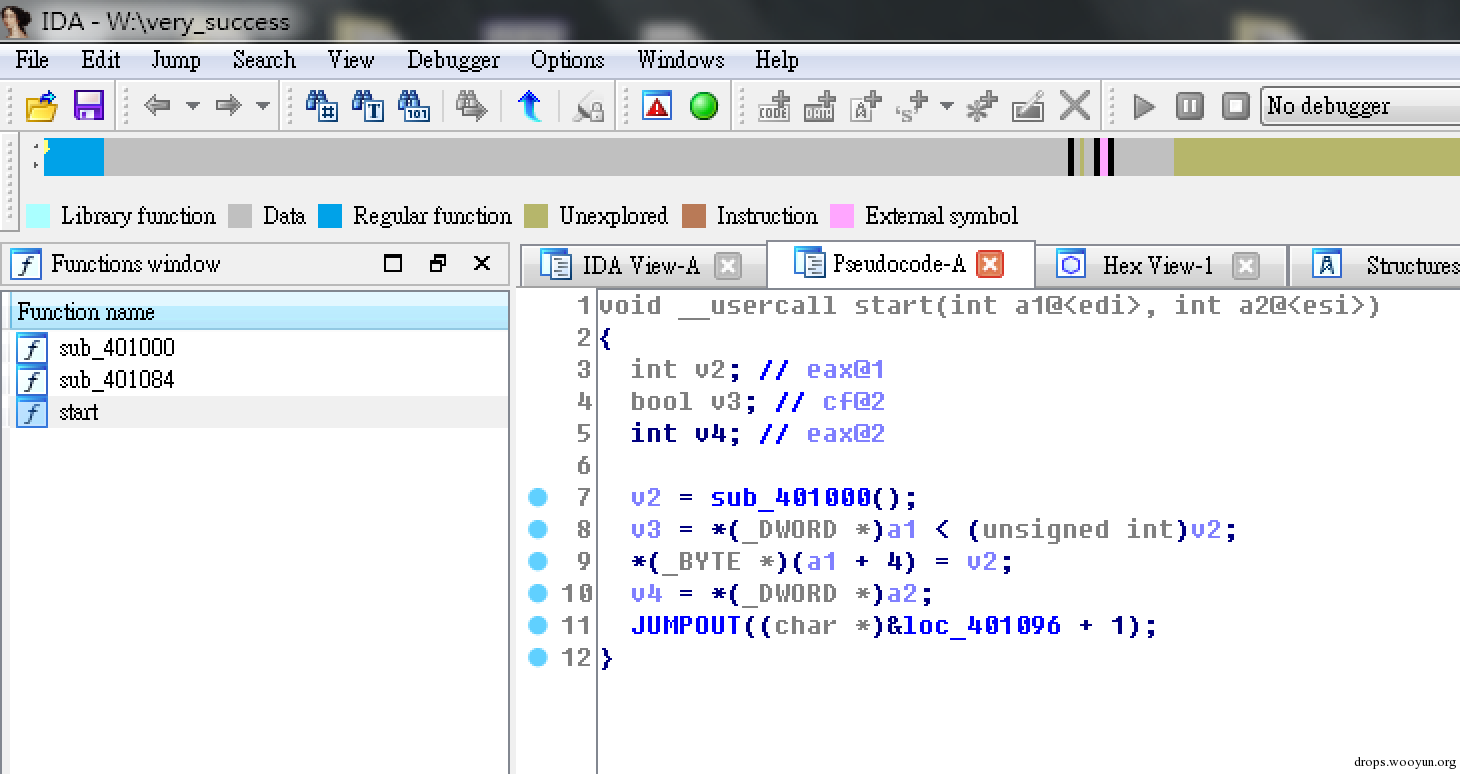 IDA - W:\very_success
File Edit Jump Search View Debugger Options Windows Help
# T 101 CODE DATA A 's' No debugger
Library function Data Regular function Unexplored Instruction External symbol
f Functions window
IDA View-A Pseudocode-A Hex View-1 A Structures
Function name
f sub_401000
f sub_401084
f start
1 void __usercall start(int a1@<edi>, int a2@<esi>)
2 {
3 int v2; // eax@1
4 bool v3; // cf@2
5 int v4; // eax@2
6
7 v2 = sub_401000();
8 v3 = *(_DWORD *)a1 < (unsigned int)v2;
9 *(_BYTE *)(a1 + 4) = v2;
10 v4 = *(_DWORD *)a2;
11 JUMPOUT((char *)&loc_401096 + 1);
12 }
drops.wooyun.org